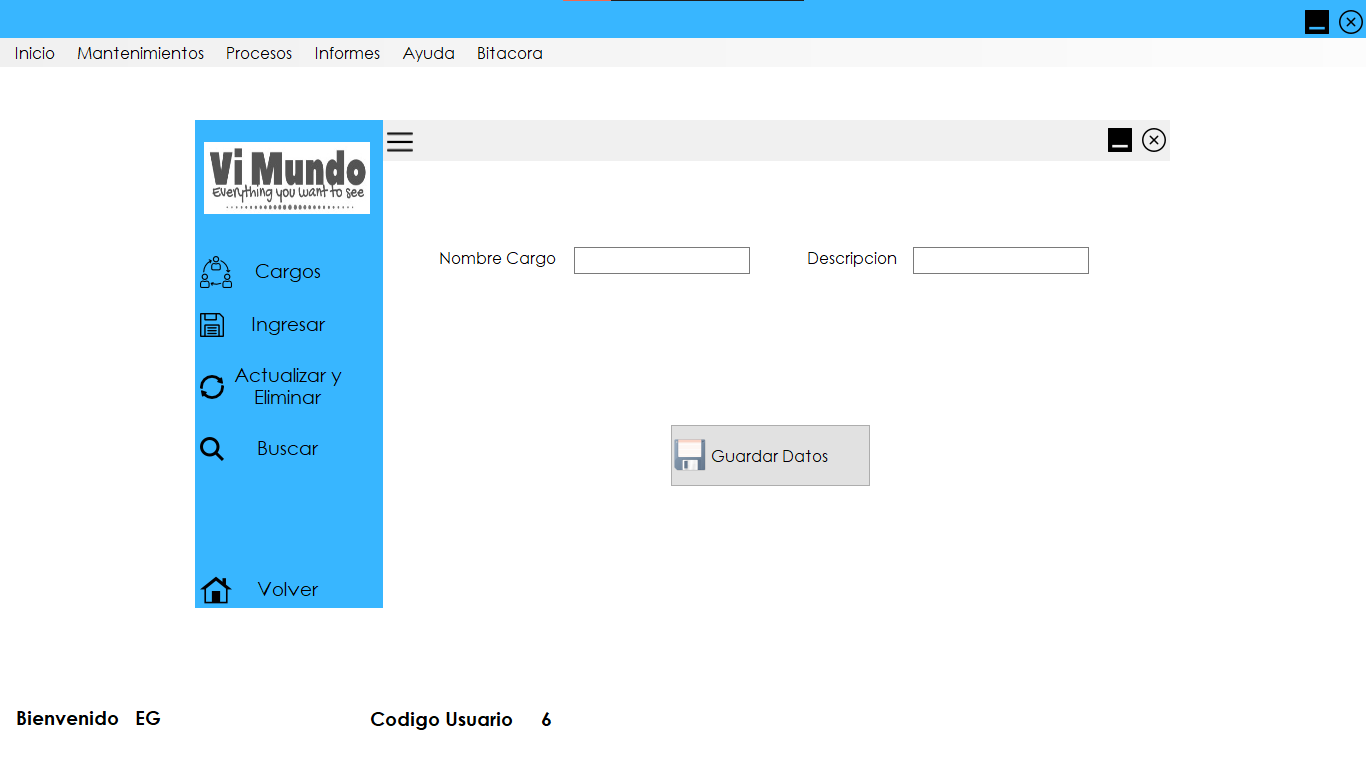 Inicio Mantenimientos Procesos Informes Ayuda Bitacora
Vi Mundo
Everything you want to see
Nombre Cargo Descripcion
Cargos
Ingresar
Actualizar y
Eliminar
Buscar
Guardar Datos
Volver
Bienvenido EG Codigo Usuario 6